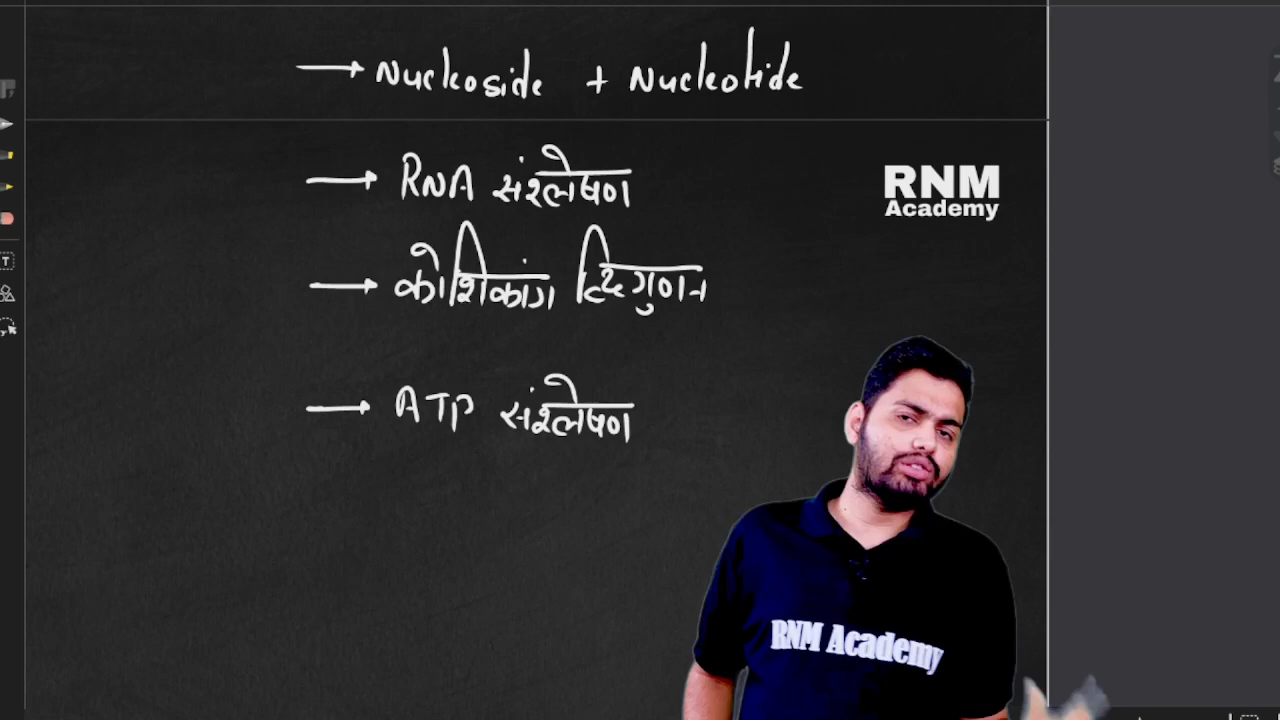 → Nucleoside + Nucleotide
→ RNA संश्लेषण
RNM
Academy
→ कोशिकांग द्विगुणन
→ ATP संश्लेषण
RNM Academy